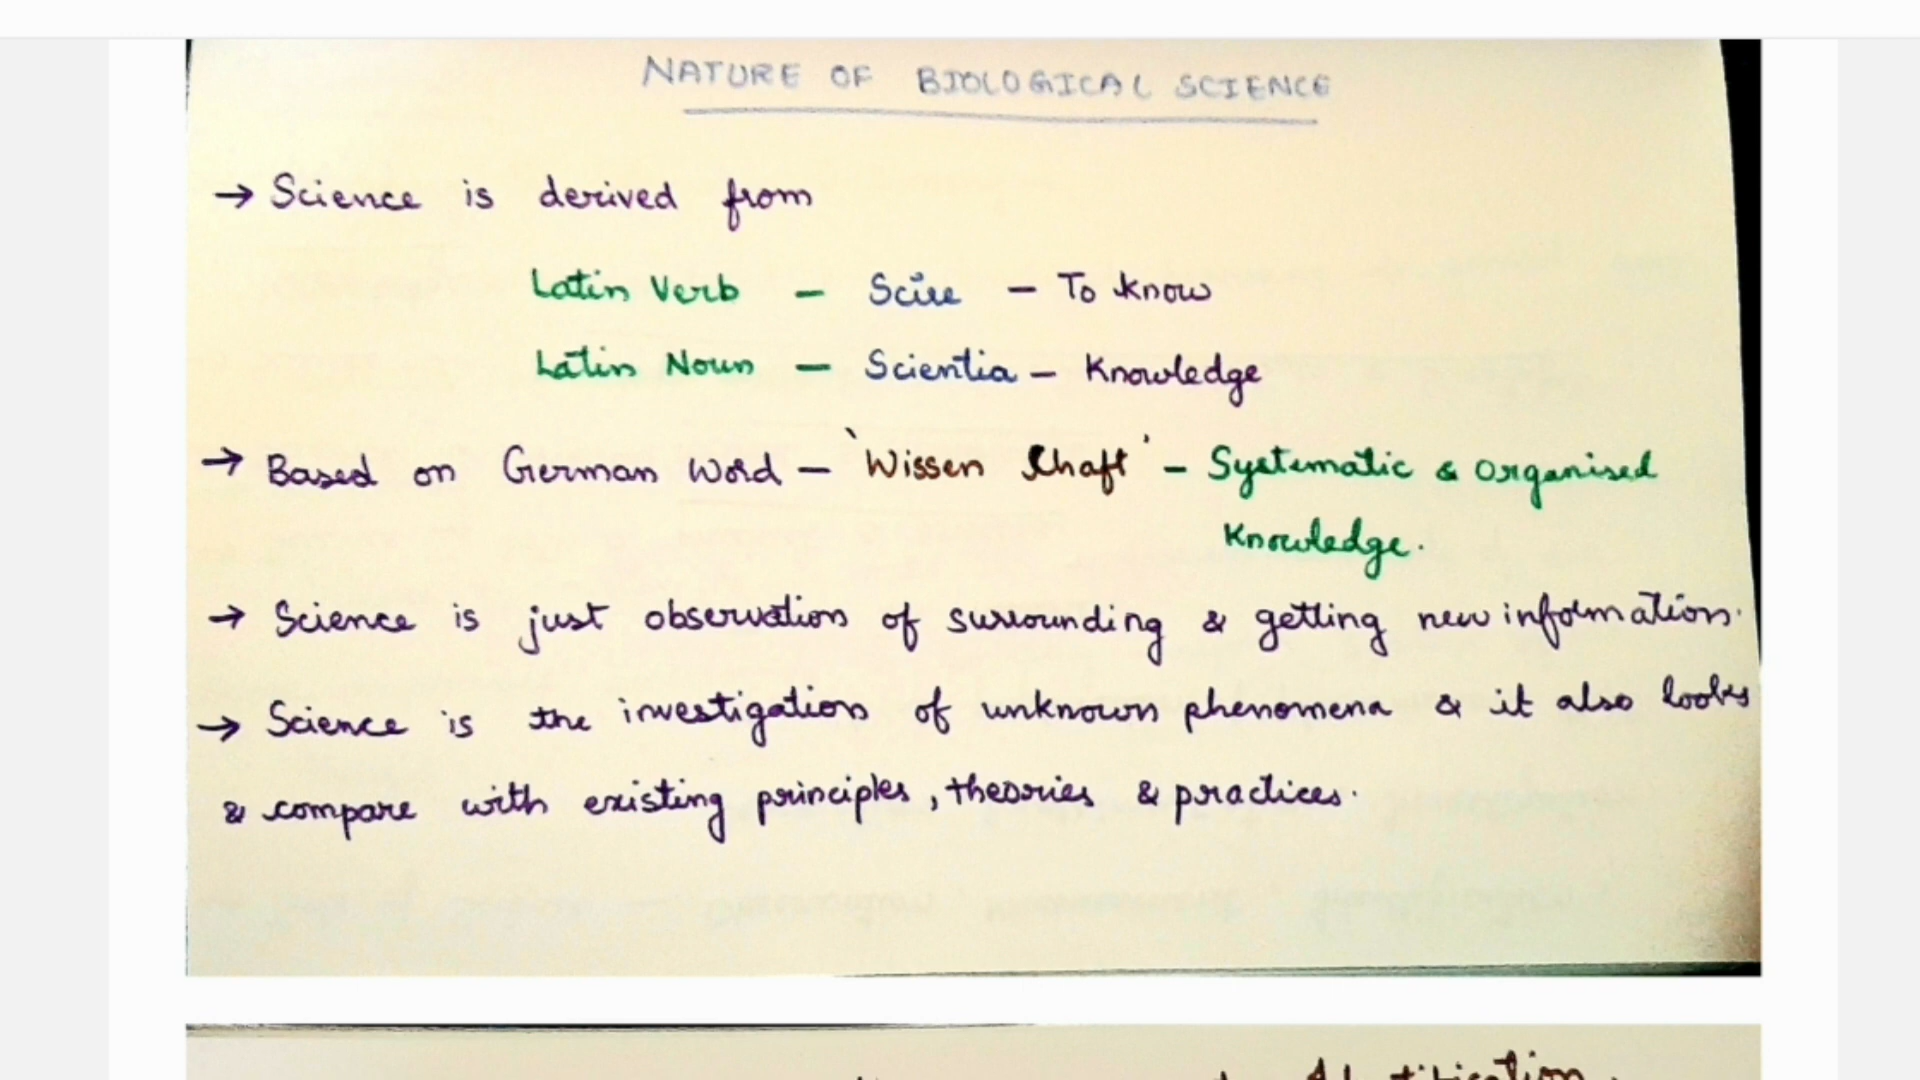 NATURE OF BIOLOGICAL SCIENCE
→ Science is derived from
Latin Verb — Scire — To know
Latin Noun — Scientia — Knowledge
→ Based on German Word — 'Wissen Chaft' — Systematic & Organised
Knowledge.
→ Science is just observation of surrounding & getting new information.
→ Science is the investigation of unknown phenomena & it also looks
& compare with existing principles, theories & practices.